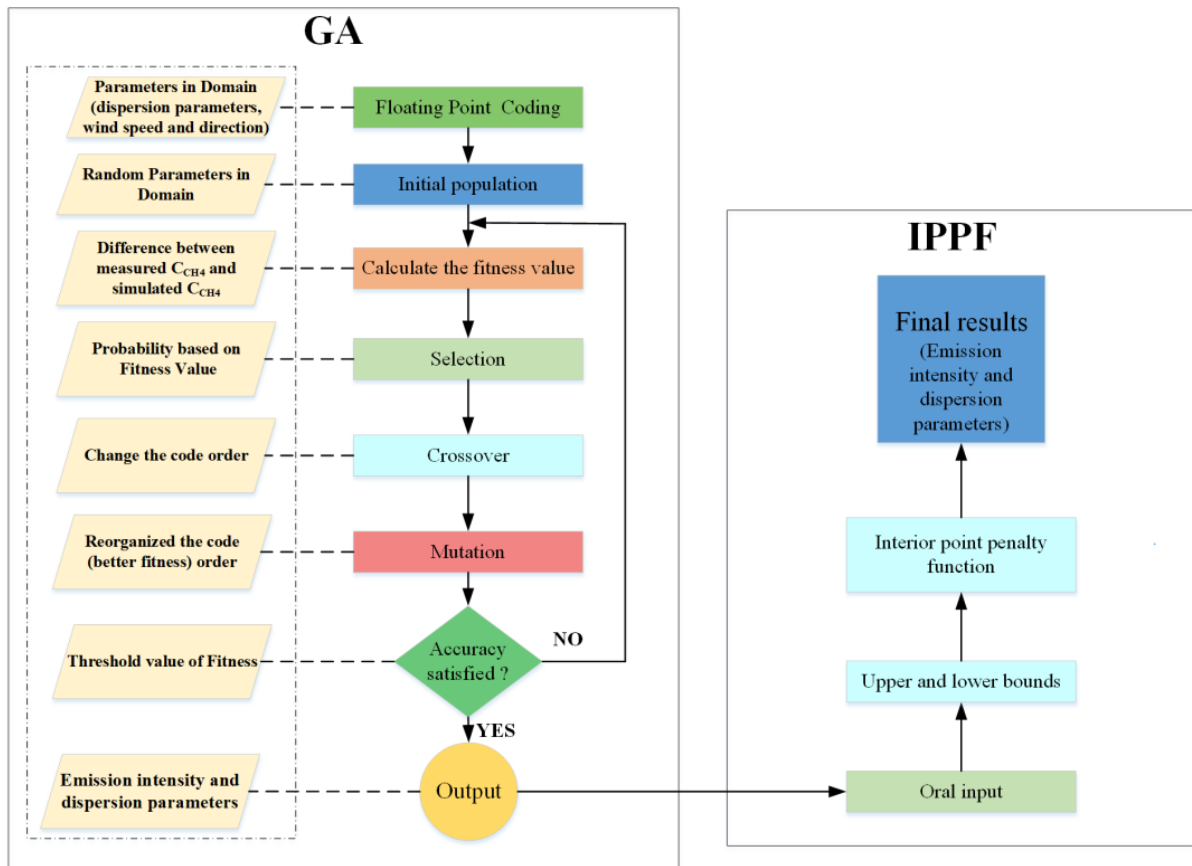 GA
Parameters in Domain
(dispersion parameters,
wind speed and direction)
Floating Point Coding
Random Parameters in
Domain
Initial population
Difference between
measured C_CH4 and
simulated C_CH4
Calculate the fitness value
Probability based on
Fitness Value
Selection
Change the code order
Crossover
Reorganized the code
(better fitness) order
Mutation
Threshold value of Fitness
Accuracy
satisfied ?
NO
YES
Emission intensity and
dispersion parameters
Output
IPPF
Final results
(Emission
intensity and
dispersion
parameters)
Interior point penalty
function
Upper and lower bounds
Oral input